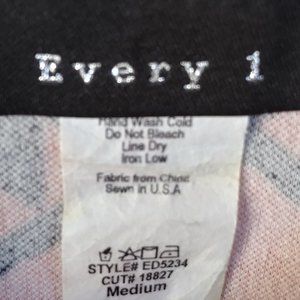 Every 1
Hand Wash Cold
Do Not Bleach
Line Dry
Iron Low
Fabric from China
Sewn in U.S.A
STYLE# ED5234
CUT# 18827
Medium